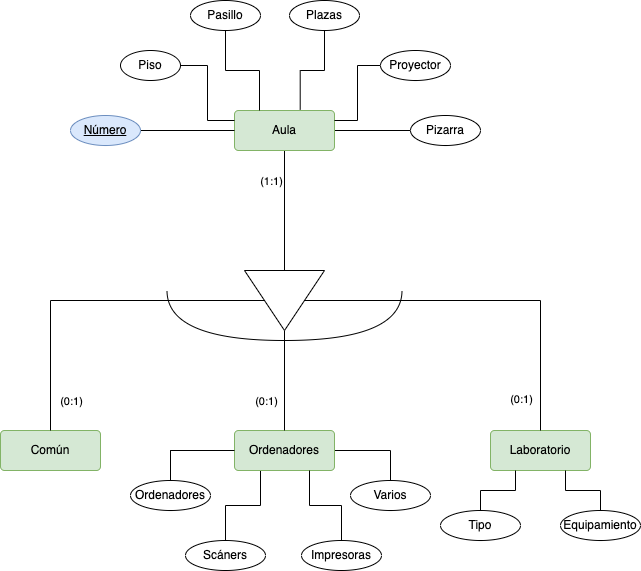 Pasillo
Plazas
Piso
Proyector
Número
Aula
Pizarra
(1:1)
(0:1)
(0:1)
(0:1)
Común
Ordenadores
Laboratorio
Ordenadores
Varios
Tipo
Equipamiento
Scáners
Impresoras